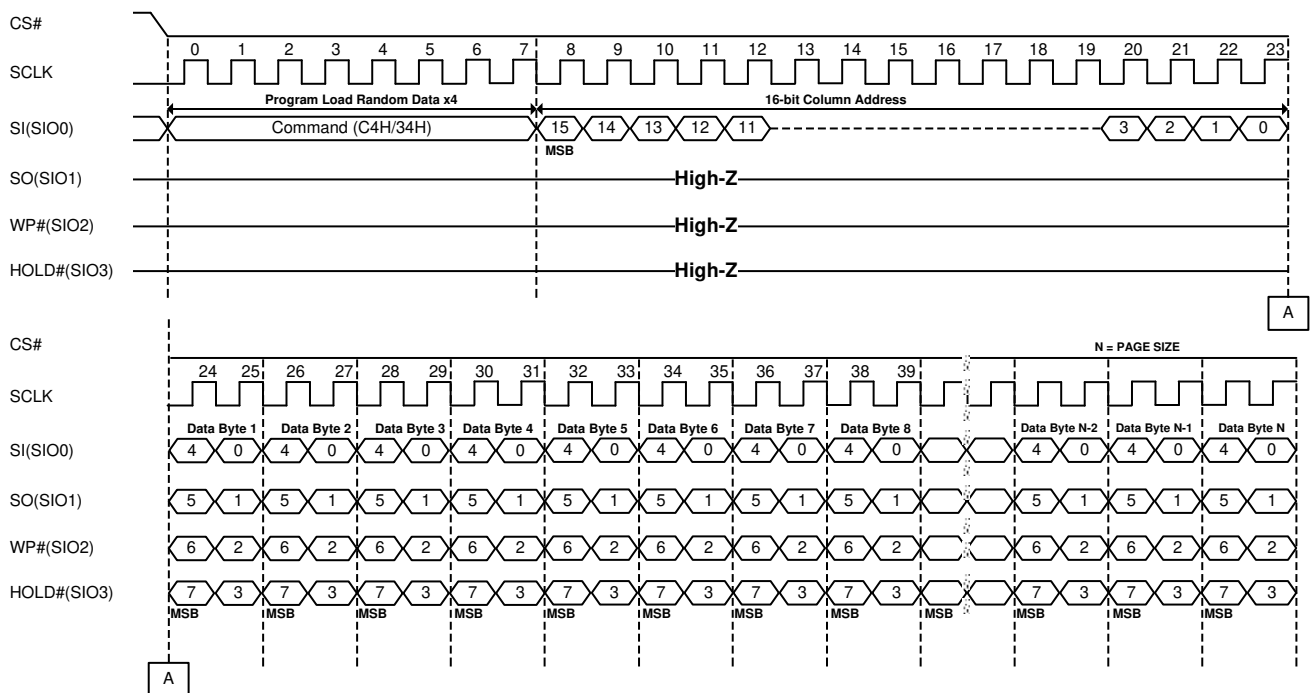 CS#
0 1 2 3 4 5 6 7 8 9 10 11 12 13 14 15 16 17 18 19 20 21 22 23
SCLK
Program Load Random Data x4 16-bit Column Address
SI(SIO0) Command (C4H/34H) 15 14 13 12 11 3 2 1 0
MSB
SO(SIO1) High-Z
WP#(SIO2) High-Z
HOLD#(SIO3) High-Z
A
CS#
N = PAGE SIZE
24 25 26 27 28 29 30 31 32 33 34 35 36 37 38 39
SCLK
Data Byte 1 Data Byte 2 Data Byte 3 Data Byte 4 Data Byte 5 Data Byte 6 Data Byte 7 Data Byte 8 Data Byte N-2 Data Byte N-1 Data Byte N
SI(SIO0) 4 0 4 0 4 0 4 0 4 0 4 0 4 0 4 0 4 0 4 0 4 0
SO(SIO1) 5 1 5 1 5 1 5 1 5 1 5 1 5 1 5 1 5 1 5 1 5 1
WP#(SIO2) 6 2 6 2 6 2 6 2 6 2 6 2 6 2 6 2 6 2 6 2 6 2
HOLD#(SIO3) 7 3 7 3 7 3 7 3 7 3 7 3 7 3 7 3 7 3 7 3 7 3
MSB MSB MSB MSB MSB MSB MSB MSB MSB MSB MSB MSB
A